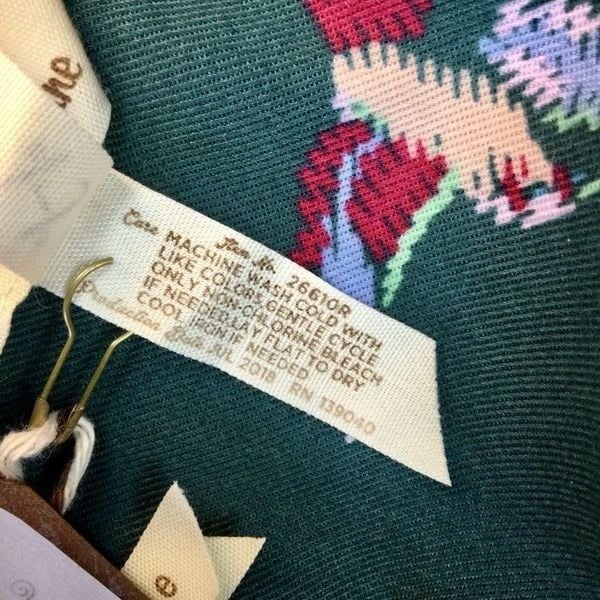 ne
Item No. 26610R
Care MACHINE WASH COLD WITH
LIKE COLORS, GENTLE CYCLE
ONLY NON-CHLORINE BLEACH
IF NEEDED, LAY FLAT TO DRY
COOL IRON IF NEEDED
Production Date JUL 2018 RN 139040
e